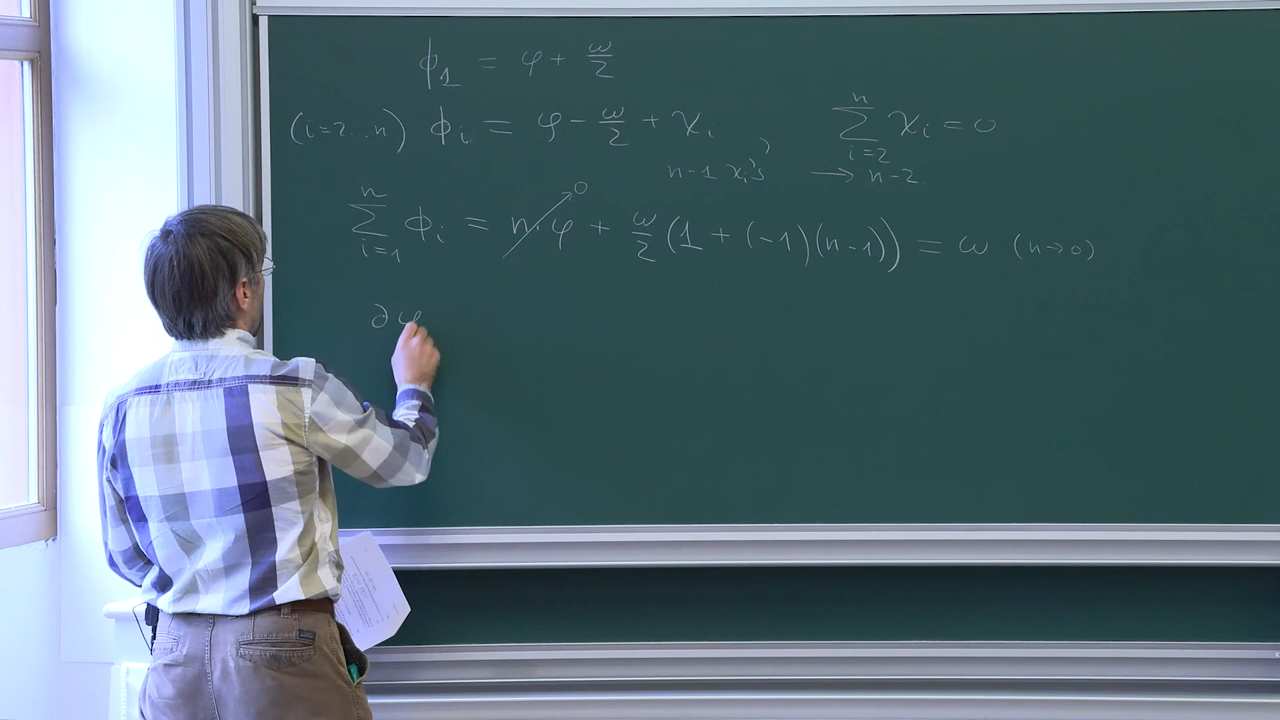 ϕ₁ = φ + ω/2
(i=2...n) ϕᵢ = φ − ω/2 + χᵢ , ∑ᵢ₌₂ⁿ χᵢ = 0
n−1 χᵢ's → n−2.
∑ᵢ₌₁ⁿ ϕᵢ = n·φ → 0 + ω/2 (1 + (−1)(n−1)) = ω (n→0)
∂φ